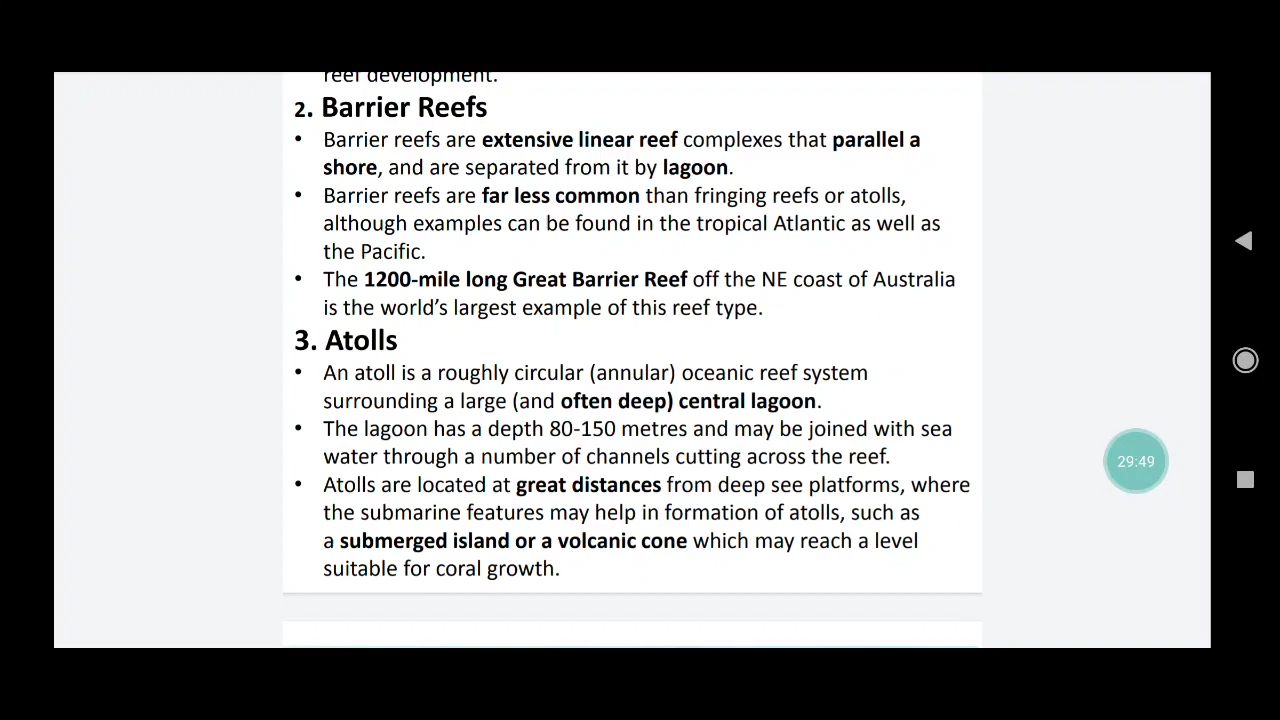 reef development.
2. Barrier Reefs
• Barrier reefs are extensive linear reef complexes that parallel a
shore, and are separated from it by lagoon.
• Barrier reefs are far less common than fringing reefs or atolls,
although examples can be found in the tropical Atlantic as well as
the Pacific.
• The 1200-mile long Great Barrier Reef off the NE coast of Australia
is the world's largest example of this reef type.
3. Atolls
• An atoll is a roughly circular (annular) oceanic reef system
surrounding a large (and often deep) central lagoon.
• The lagoon has a depth 80-150 metres and may be joined with sea
water through a number of channels cutting across the reef.
• Atolls are located at great distances from deep see platforms, where
the submarine features may help in formation of atolls, such as
a submerged island or a volcanic cone which may reach a level
suitable for coral growth.
29:49